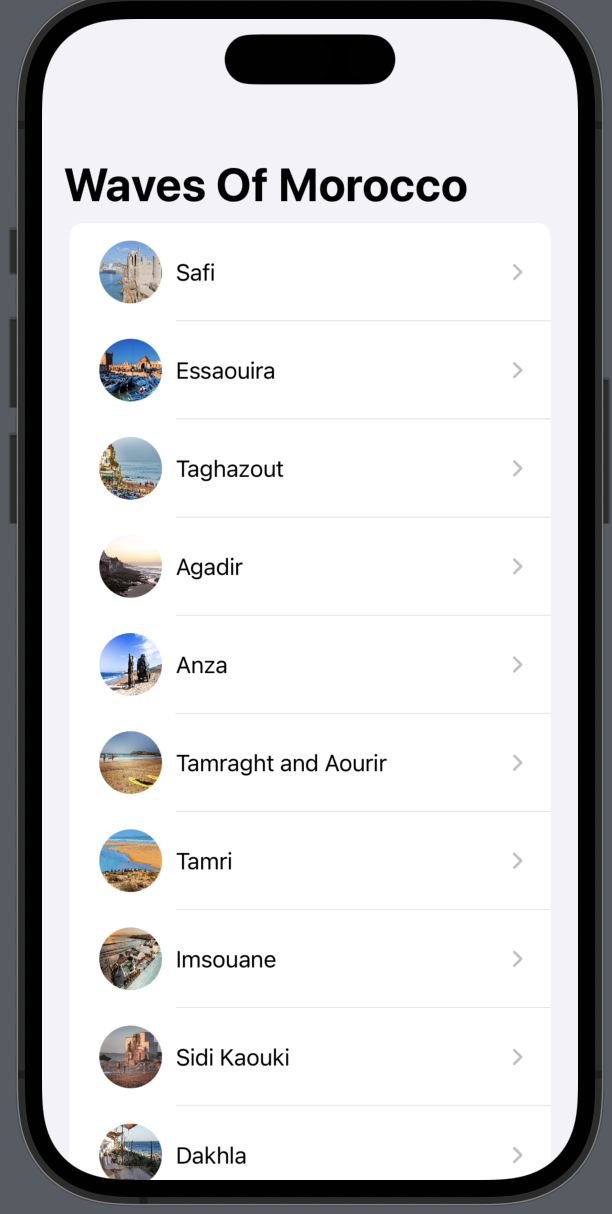 Waves Of Morocco
Safi
Essaouira
Taghazout
Agadir
Anza
Tamraght and Aourir
Tamri
Imsouane
Sidi Kaouki
Dakhla